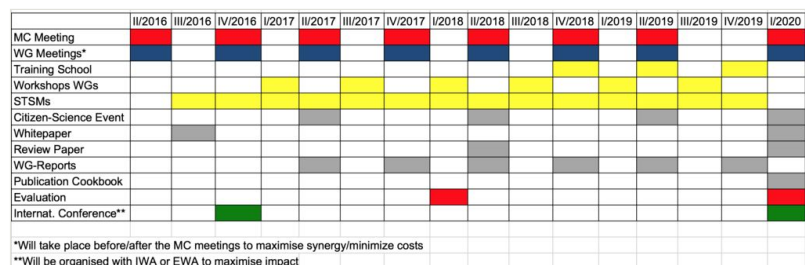 II/2016 III/2016 IV/2016 I/2017 II/2017 III/2017 IV/2017 I/2018 II/2018 III/2018 IV/2018 I/2019 II/2019 III/2019 IV/2019 I/2020
MC Meeting
WG Meetings*
Training School
Workshops WGs
STSMs
Citizen-Science Event
Whitepaper
Review Paper
WG-Reports
Publication Cookbook
Evaluation
Internat. Conference**
*Will take place before/after the MC meetings to maximise synergy/minimize costs
**Will be organised with IWA or EWA to maximise impact